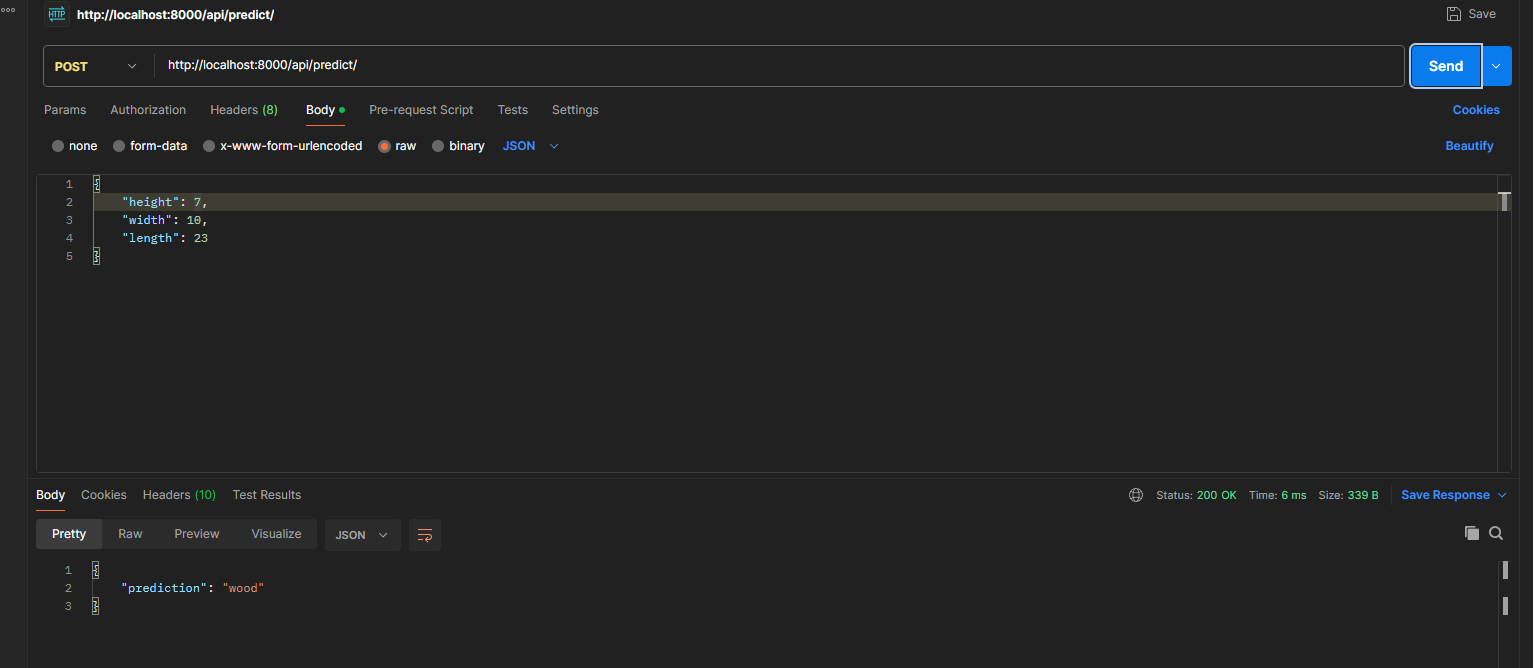 HTTP http://localhost:8000/api/predict/ Save
POST http://localhost:8000/api/predict/ Send
Params Authorization Headers (8) Body Pre-request Script Tests Settings Cookies
none form-data x-www-form-urlencoded raw binary JSON Beautify
1 {
2 "height": 7,
3 "width": 10,
4 "length": 23
5 }
Body Cookies Headers (10) Test Results Status: 200 OK Time: 6 ms Size: 339 B Save Response
Pretty Raw Preview Visualize JSON
1 {
2 "prediction": "wood"
3 }